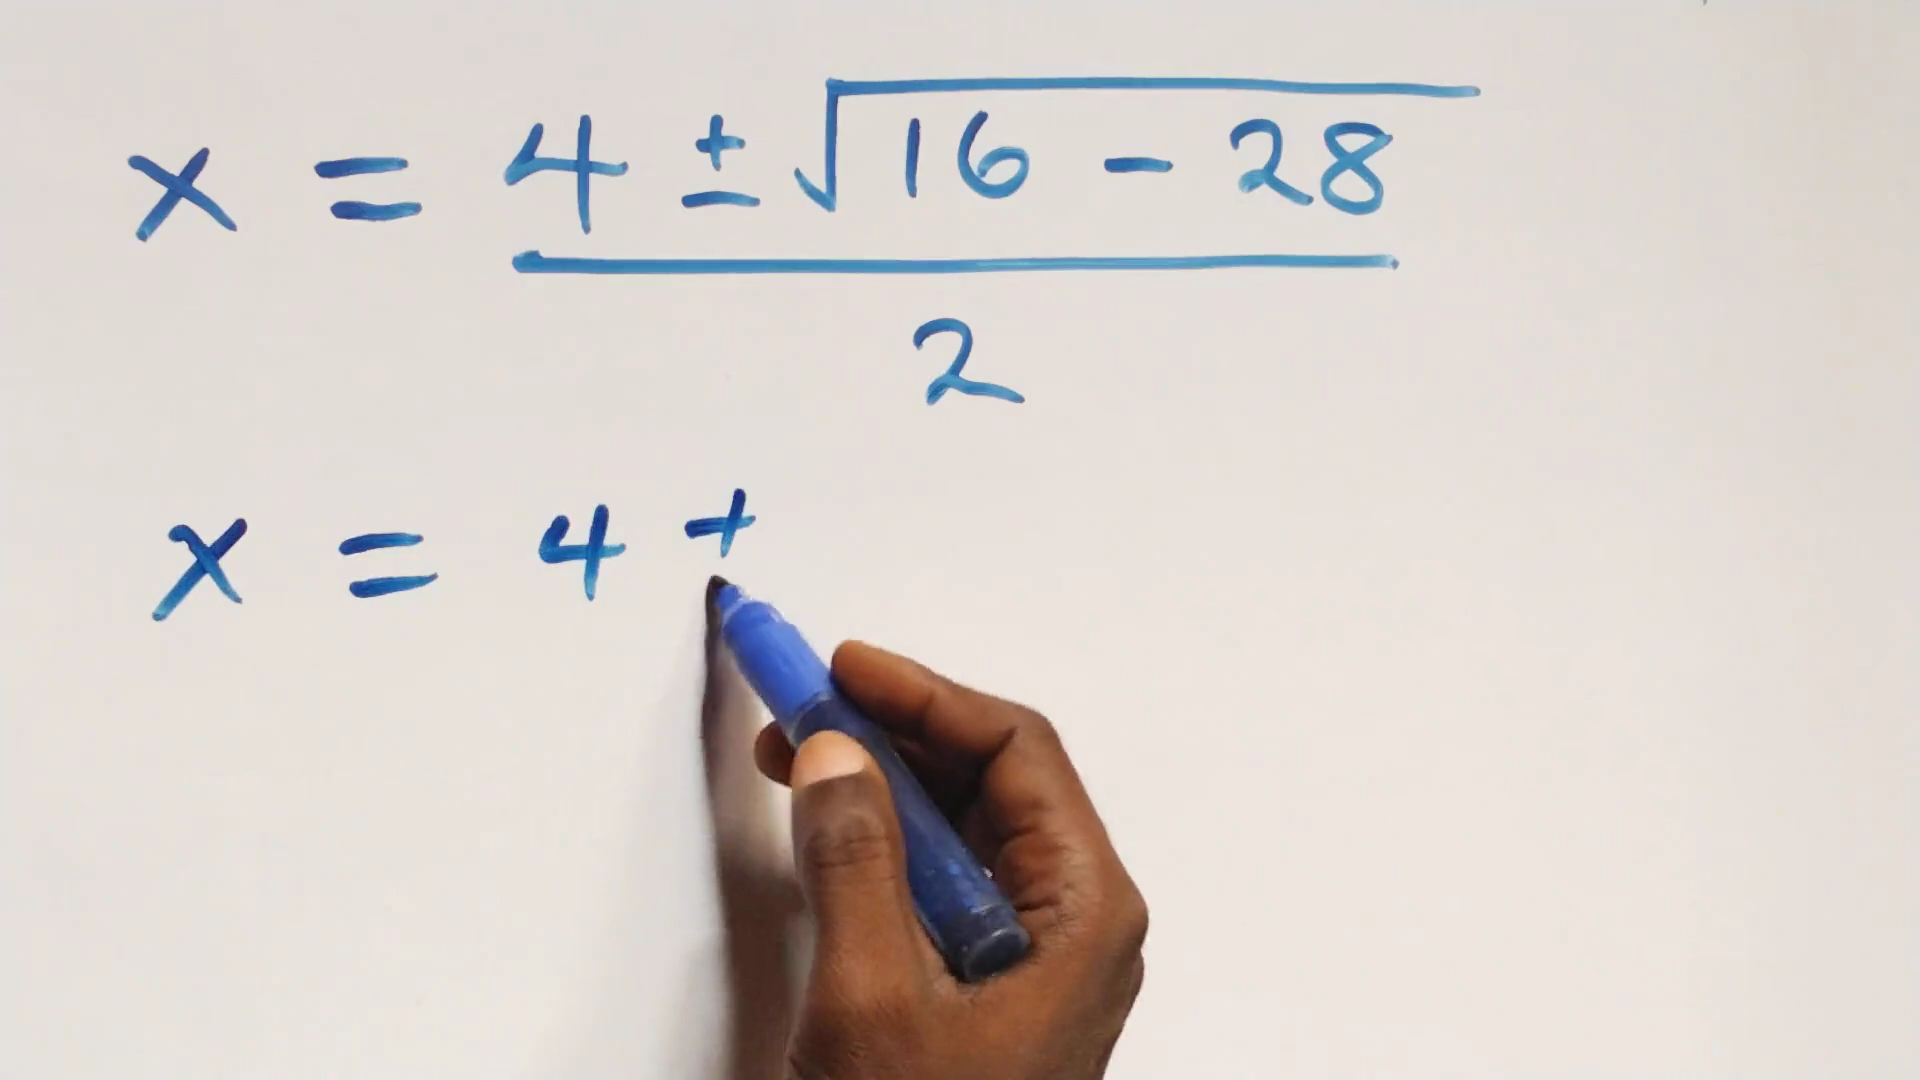 x = 4 ± √16 - 28
2
x = 4 +